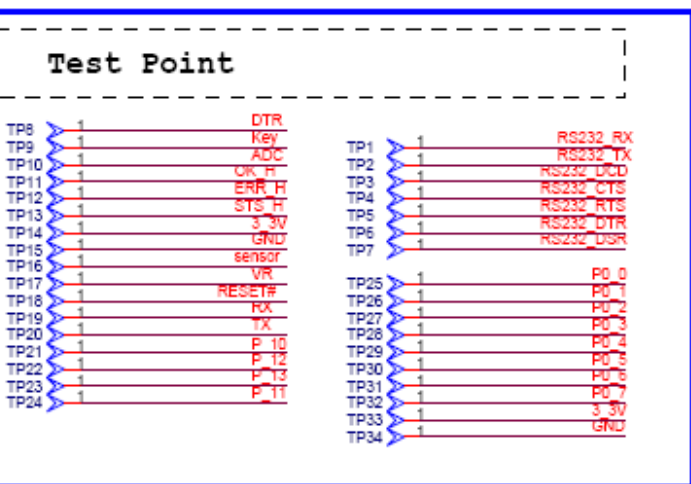 Test Point
TP8 1 DTR
TP9 1 Key
TP10 1 ADC
TP11 1 OK_H
TP12 1 ERR_H
TP13 1 STS_H
TP14 1 3_3V
TP15 1 GND
TP16 1 sensor
TP17 1 VR
TP18 1 RESET#
TP19 1 RX
TP20 1 TX
TP21 1 P_10
TP22 1 P_12
TP23 1 P_13
TP24 1 P_11
TP1 1 RS232_RX
TP2 1 RS232_TX
TP3 1 RS232_DCD
TP4 1 RS232_CTS
TP5 1 RS232_RTS
TP6 1 RS232_DTR
TP7 1 RS232_DSR
TP25 1 P0_0
TP26 1 P0_1
TP27 1 P0_2
TP28 1 P0_3
TP29 1 P0_4
TP30 1 P0_5
TP31 1 P0_6
TP32 1 P0_7
TP33 1 3_3V
TP34 1 GND